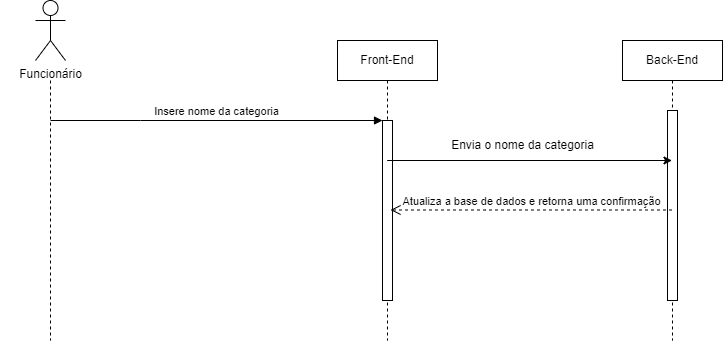 Funcionário
Front-End
Back-End
Insere nome da categoria
Envia o nome da categoria
Atualiza a base de dados e retorna uma confirmação